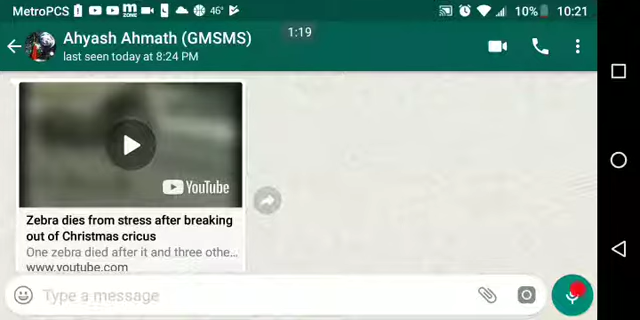 MetroPCS 46° 10% 10:21
Ahyash Ahmath (GMSMS)
last seen today at 8:24 PM
1:19
YouTube
Zebra dies from stress after breaking
out of Christmas cricus
One zebra died after it and three othe...
www.youtube.com
Type a message